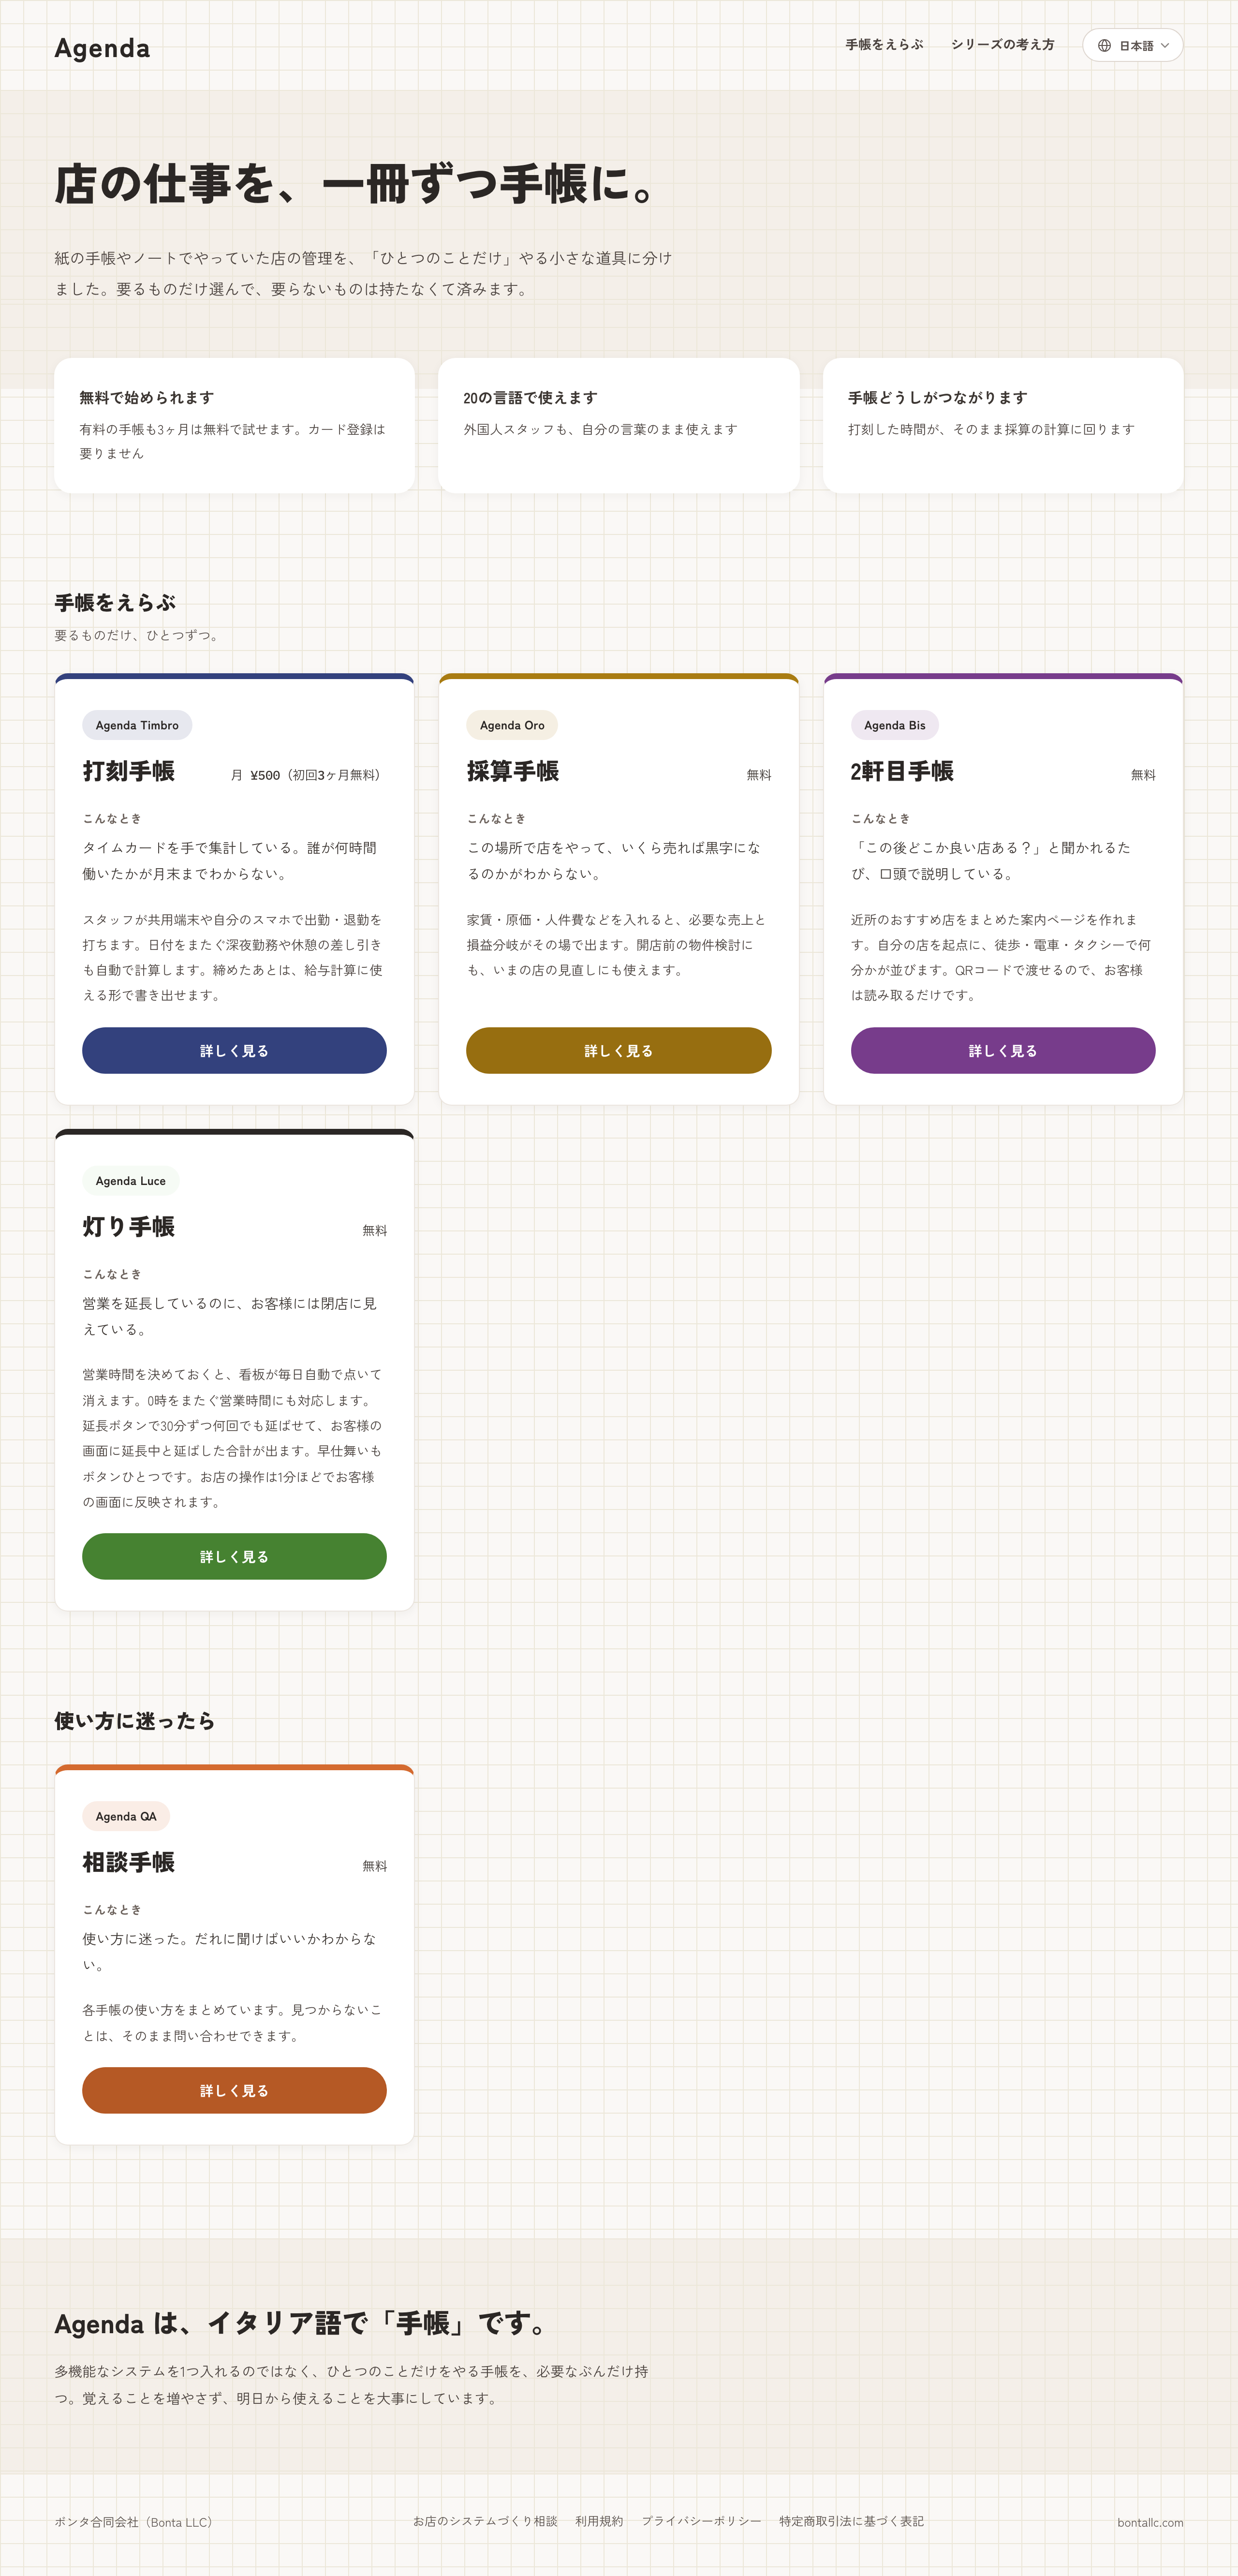 Agenda
手帳をえらぶ
シリーズの考え方
日本語
店の仕事を、一冊ずつ手帳に。
紙の手帳やノートでやっていた店の管理を、「ひとつのことだけ」やる小さな道具に分け
ました。要るものだけ選んで、要らないものは持たなくて済みます。
無料で始められます
有料の手帳も3ヶ月は無料で試せます。カード登録は
要りません
20の言語で使えます
外国人スタッフも、自分の言葉のまま使えます
手帳どうしがつながります
打刻した時間が、そのまま採算の計算に回ります
手帳をえらぶ
要るものだけ、ひとつずつ。
Agenda Timbro
打刻手帳
月 ¥500（初回3ヶ月無料）
こんなとき
タイムカードを手で集計している。誰が何時間
働いたかが月末までわからない。
スタッフが共用端末や自分のスマホで出勤・退勤を
打ちます。日付をまたぐ深夜勤務や休憩の差し引き
も自動で計算します。締めたあとは、給与計算に使
える形で書き出せます。
詳しく見る
Agenda Oro
採算手帳
無料
こんなとき
この場所で店をやって、いくら売れば黒字にな
るのかがわからない。
家賃・原価・人件費などを入れると、必要な売上と
損益分岐がその場で出ます。開店前の物件検討に
も、いまの店の見直しにも使えます。
詳しく見る
Agenda Bis
2軒目手帳
無料
こんなとき
「この後どこか良い店ある？」と聞かれるた
び、口頭で説明している。
近所のおすすめ店をまとめた案内ページを作れま
す。自分の店を起点に、徒歩・電車・タクシーで何
分かが並びます。QRコードで渡せるので、お客様
は読み取るだけです。
詳しく見る
Agenda Luce
灯り手帳
無料
こんなとき
営業を延長しているのに、お客様には閉店に見
えている。
営業時間を決めておくと、看板が毎日自動で点いて
消えます。0時をまたぐ営業時間にも対応します。
延長ボタンで30分ずつ何回でも延ばせて、お客様の
画面に延長中と延ばした合計が出ます。早仕舞いも
ボタンひとつです。お店の操作は1分ほどでお客様
の画面に反映されます。
詳しく見る
使い方に迷ったら
Agenda QA
相談手帳
無料
こんなとき
使い方に迷った。だれに聞けばいいかわからな
い。
各手帳の使い方をまとめています。見つからないこ
とは、そのまま問い合わせできます。
詳しく見る
Agenda は、イタリア語で「手帳」です。
多機能なシステムを1つ入れるのではなく、ひとつのことだけをやる手帳を、必要なぶんだけ持
つ。覚えることを増やさず、明日から使えることを大事にしています。
ボンタ合同会社（Bonta LLC）
お店のシステムづくり相談
利用規約
プライバシーポリシー
特定商取引法に基づく表記
bontallc.com